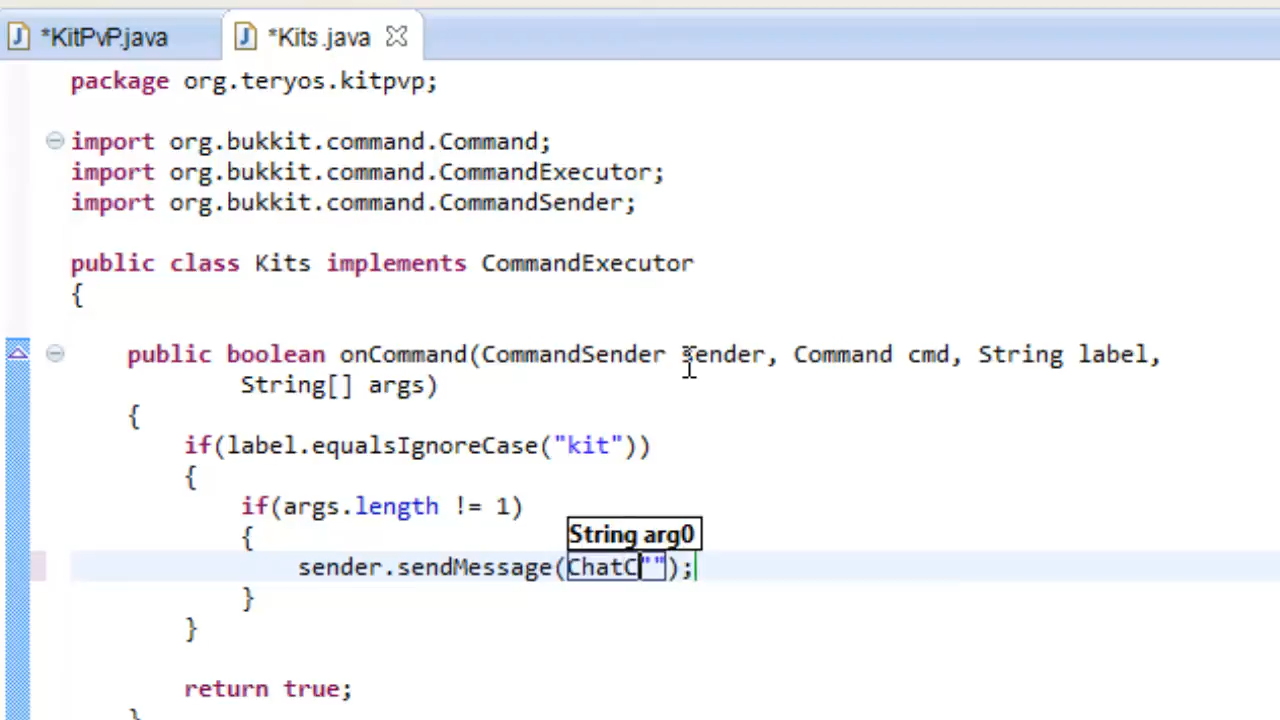 *KitPvP.java
*Kits.java
package org.teryos.kitpvp;
import org.bukkit.command.Command;
import org.bukkit.command.CommandExecutor;
import org.bukkit.command.CommandSender;
public class Kits implements CommandExecutor
{
public boolean onCommand(CommandSender sender, Command cmd, String label,
String[] args)
{
if(label.equalsIgnoreCase("kit"))
{
if(args.length != 1)
{
String arg0
sender.sendMessage(ChatC"");
}
}
return true;
}